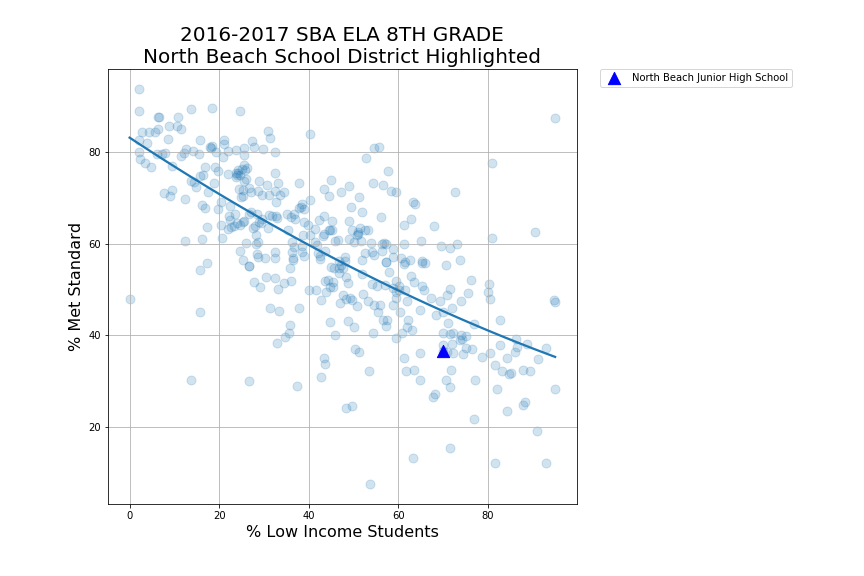 2016-2017 SBA ELA 8TH GRADE
North Beach School District Highlighted
North Beach Junior High School
% Met Standard
80
60
40
20
0
20
40
60
80
% Low Income Students